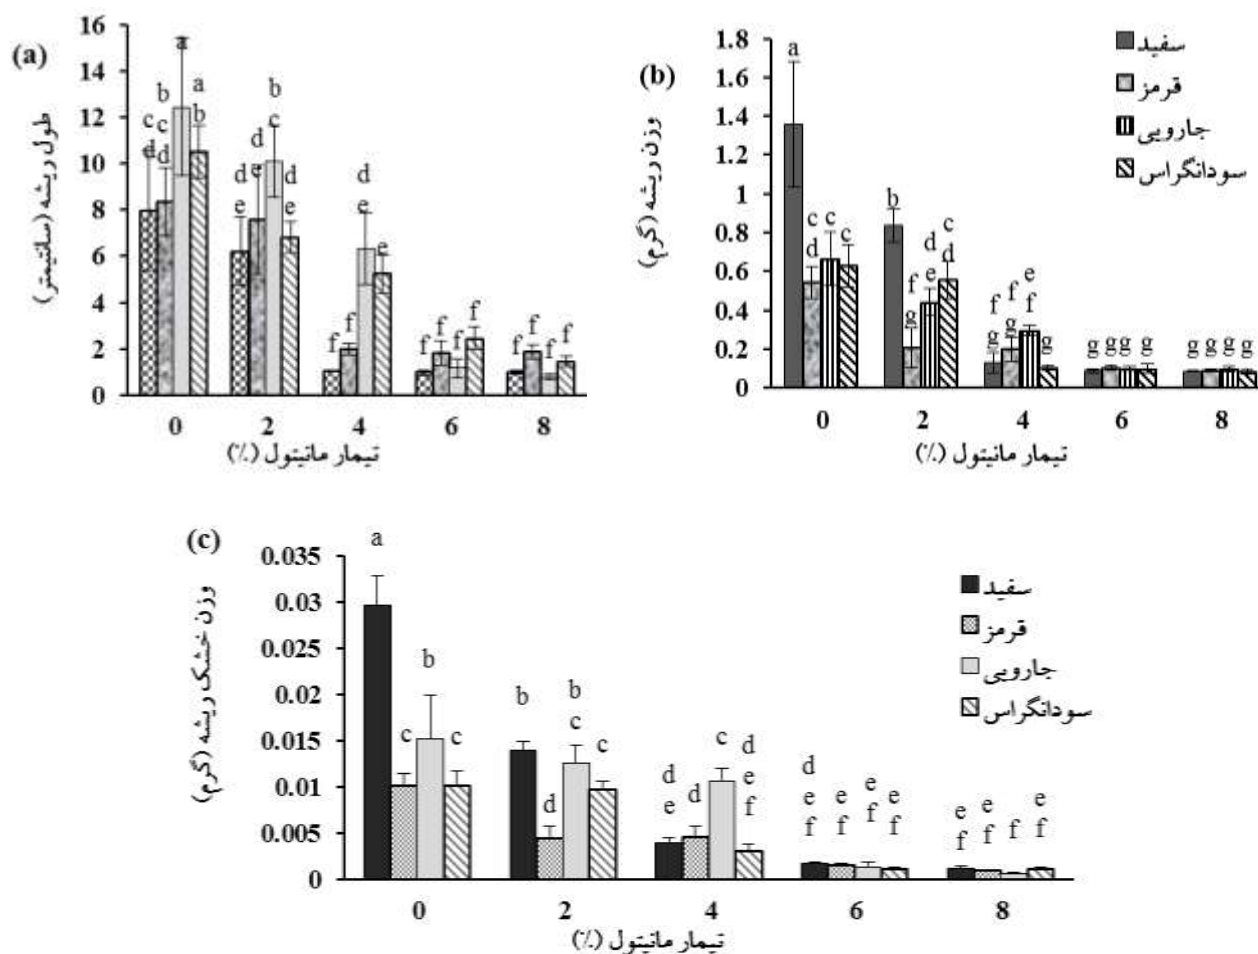 (a)
طول ریشه (سانتیمتر)
16
14
12
10
8
6
4
2
0
c
d
b
c
d
a
a
b
d
e
d
e
b
c
d
e
f
f
d
e
e
f
f
f
f
f
f
f
f
0
2
4
6
8
تیمار مانیتول (٪)
(b)
وزن ریشه (گرم)
1.8
1.6
1.4
1.2
1
0.8
0.6
0.4
0.2
0
a
c
d
c
c
b
f
g
d
e
c
d
f
g
f
g
e
f
g
g
g
g
g
g
g
g
g
0
2
4
6
8
تیمار مانیتول (٪)
سفید
قرمز
جارویی
سودانگراس
(c)
وزن خشک ریشه (گرم)
0.035
0.03
0.025
0.02
0.015
0.01
0.005
0
a
c
b
c
b
d
b
c
c
d
e
d
c
d
e
f
d
e
f
e
f
e
f
e
f
e
f
e
f
f
e
f
0
2
4
6
8
تیمار مانیتول (٪)
سفید
قرمز
جارویی
سودانگراس